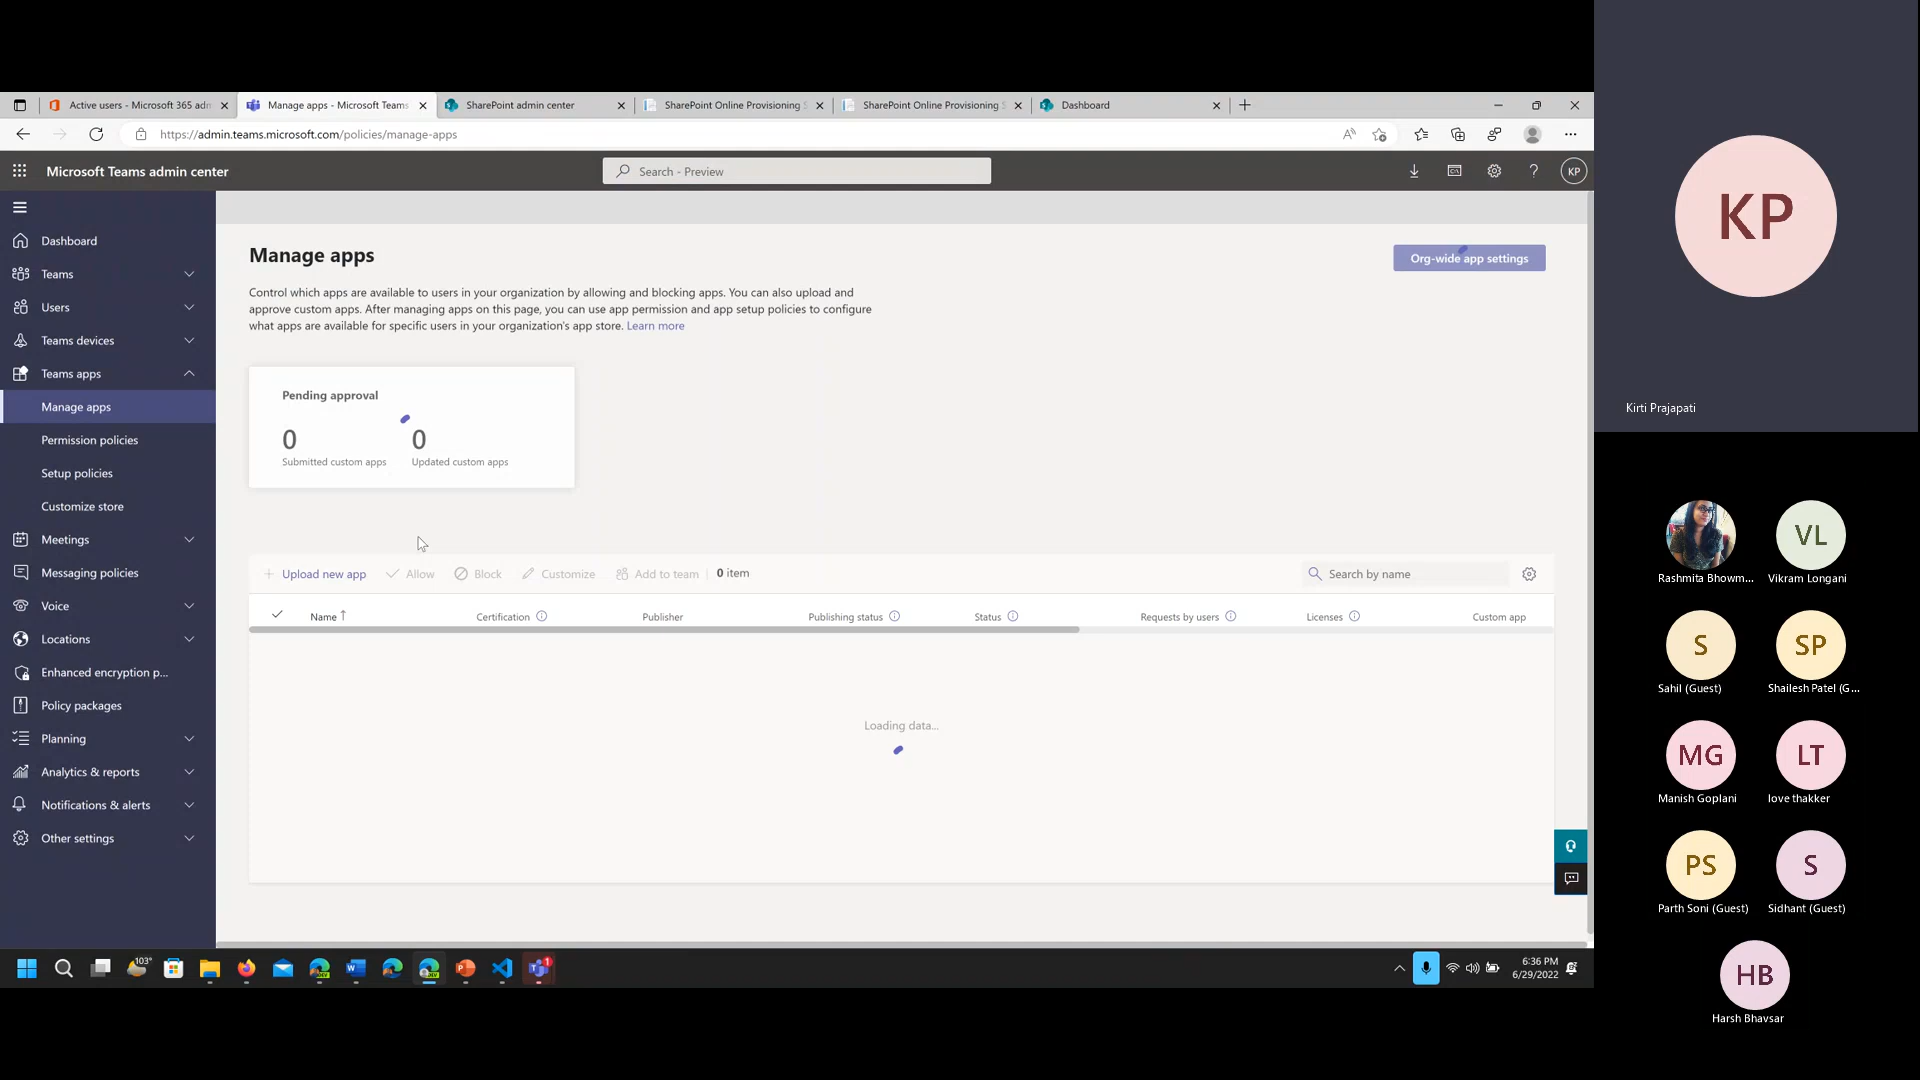 Active users - Microsoft 365 adm
Manage apps - Microsoft Teams
SharePoint admin center
SharePoint Online Provisioning S
SharePoint Online Provisioning S
Dashboard
https://admin.teams.microsoft.com/policies/manage-apps
Microsoft Teams admin center
Search - Preview
KP
Dashboard
Teams
Users
Teams devices
Teams apps
Manage apps
Permission policies
Setup policies
Customize store
Meetings
Messaging policies
Voice
Locations
Enhanced encryption p...
Policy packages
Planning
Analytics & reports
Notifications & alerts
Other settings
Manage apps
Org-wide app settings
Control which apps are available to users in your organization by allowing and blocking apps. You can also upload and
approve custom apps. After managing apps on this page, you can use app permission and app setup policies to configure
what apps are available for specific users in your organization's app store. Learn more
Pending approval
0 0
Submitted custom apps Updated custom apps
Upload new app Allow Block Customize Add to team 0 item Search by name
Name Certification Publisher Publishing status Status Requests by users Licenses Custom app
Loading data...
103°
1
6:36 PM
6/29/2022
KP
Kirti Prajapati
VL
Rashmita Bhowm... Vikram Longani
S SP
Sahil (Guest) Shailesh Patel (G...
MG LT
Manish Goplani love thakker
PS S
Parth Soni (Guest) Sidhant (Guest)
HB
Harsh Bhavsar